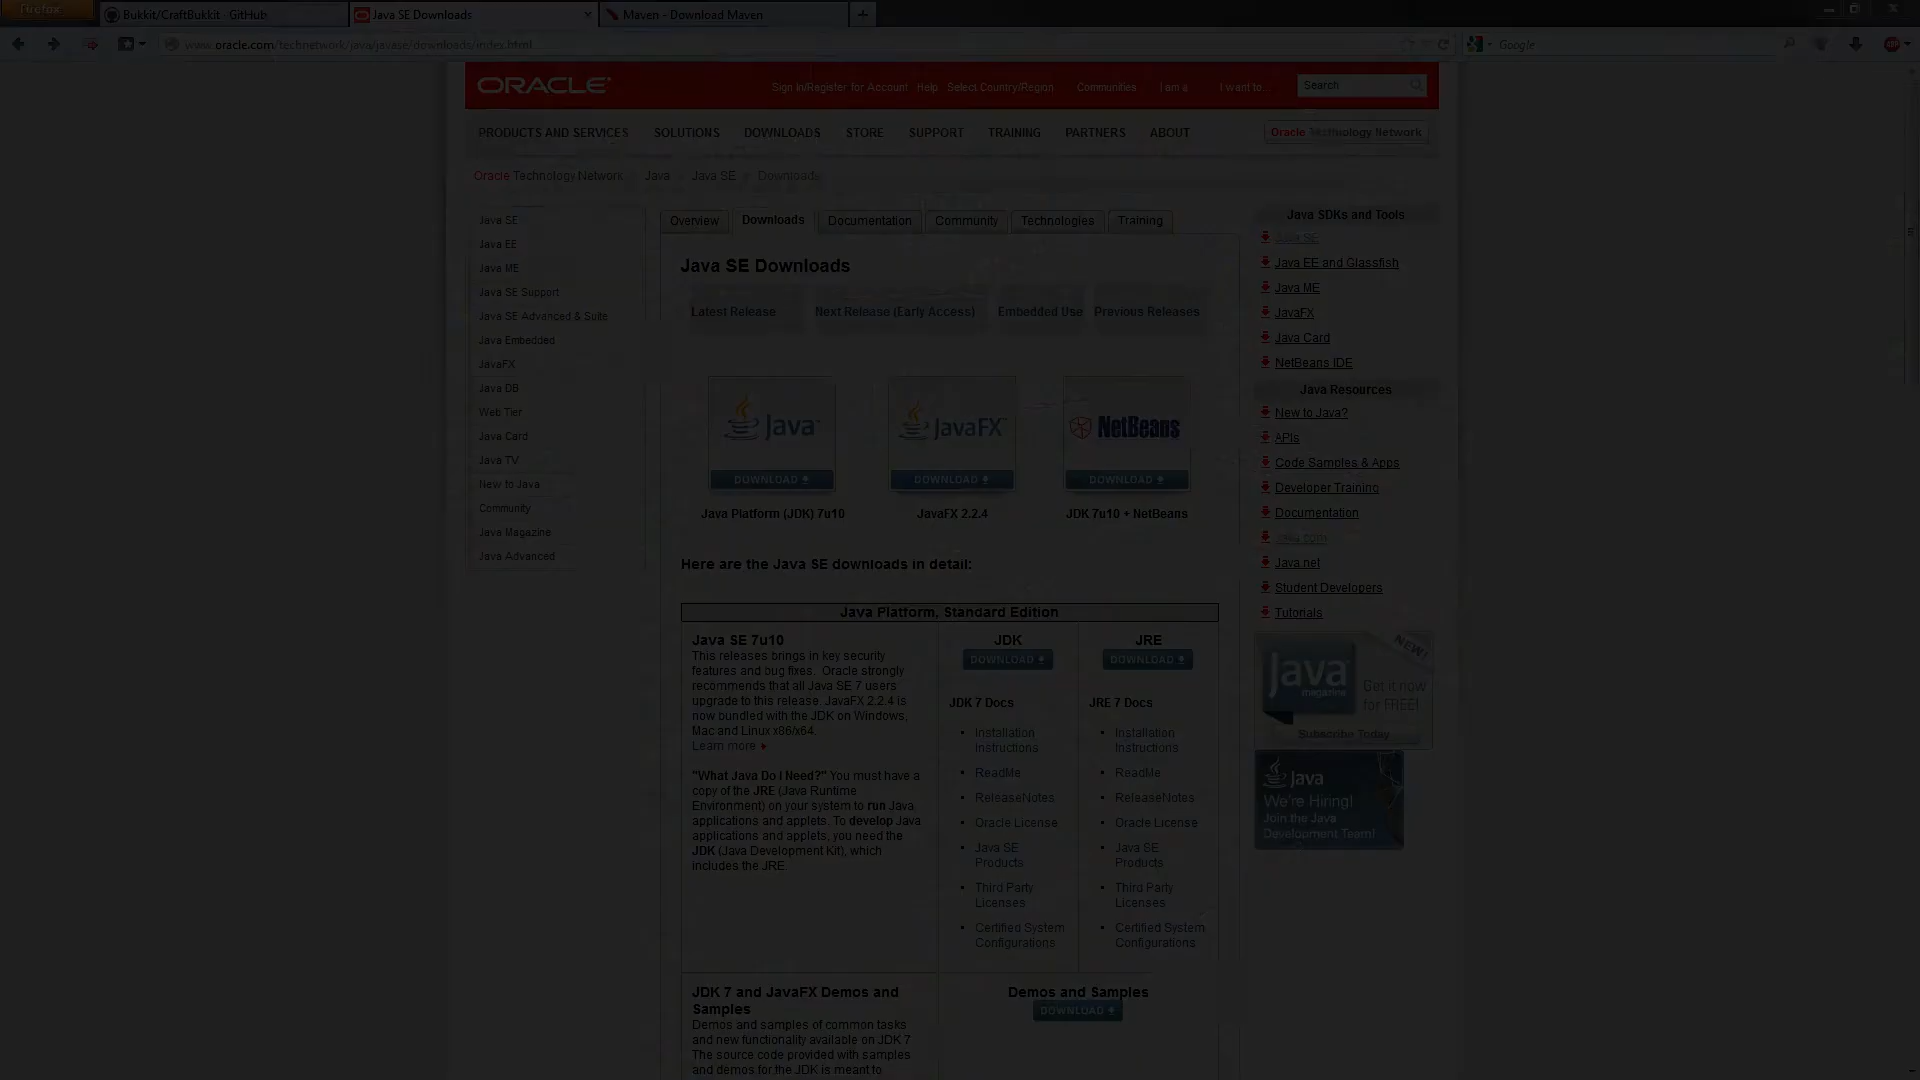 Firefox
Bukkit/CraftBukkit · GitHub
Java SE Downloads
Maven - Download Maven
www.oracle.com/technetwork/java/javase/downloads/index.html
Google
ORACLE
Sign In/Register for Account
Help
Select Country/Region
Communities
I am a...
I want to...
Search
PRODUCTS AND SERVICES
SOLUTIONS
DOWNLOADS
STORE
SUPPORT
TRAINING
PARTNERS
ABOUT
Oracle Technology Network
Oracle Technology Network
Java
Java SE
Downloads
Java SE
Java EE
Java ME
Java SE Support
Java SE Advanced & Suite
Java Embedded
JavaFX
Java DB
Web Tier
Java Card
Java TV
New to Java
Community
Java Magazine
Java Advanced
Overview
Downloads
Documentation
Community
Technologies
Training
Java SE Downloads
Latest Release
Next Release (Early Access)
Embedded Use
Previous Releases
Java
DOWNLOAD
Java Platform (JDK) 7u10
JavaFX
DOWNLOAD
JavaFX 2.2.4
NetBeans
DOWNLOAD
JDK 7u10 + NetBeans
Here are the Java SE downloads in detail:
Java Platform, Standard Edition
Java SE 7u10
This releases brings in key security
features and bug fixes. Oracle strongly
recommends that all Java SE 7 users
upgrade to this release. JavaFX 2.2.4 is
now bundled with the JDK on Windows,
Mac and Linux x86/x64.
Learn more
"What Java Do I Need?" You must have a
copy of the JRE (Java Runtime
Environment) on your system to run Java
applications and applets. To develop Java
applications and applets, you need the
JDK (Java Development Kit), which
includes the JRE.
JDK
DOWNLOAD
JDK 7 Docs
Installation
Instructions
ReadMe
ReleaseNotes
Oracle License
Java SE
Products
Third Party
Licenses
Certified System
Configurations
JRE
DOWNLOAD
JRE 7 Docs
Installation
Instructions
ReadMe
ReleaseNotes
Oracle License
Java SE
Products
Third Party
Licenses
Certified System
Configurations
JDK 7 and JavaFX Demos and
Samples
Demos and samples of common tasks
and new functionality available on JDK 7.
The source code provided with samples
and demos for the JDK is meant to
Demos and Samples
DOWNLOAD
Java SDKs and Tools
Java SE
Java EE and Glassfish
Java ME
JavaFX
Java Card
NetBeans IDE
Java Resources
New to Java?
APIs
Code Samples & Apps
Developer Training
Documentation
Java.com
Java.net
Student Developers
Tutorials
NEW!
Java
magazine
Get it now
for FREE!
Subscribe Today
Java
We're Hiring!
Join the Java
Development Team!